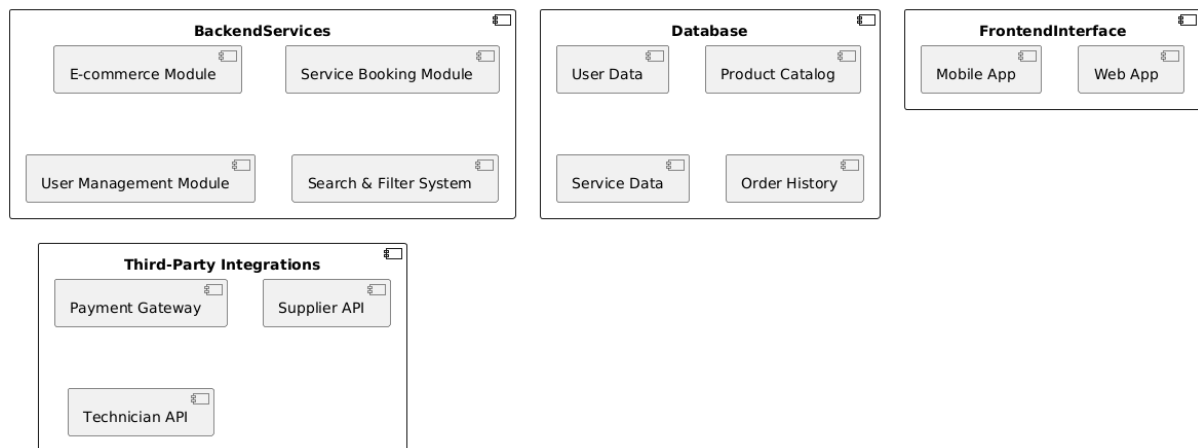 BackendServices
E-commerce Module
Service Booking Module
User Management Module
Search & Filter System
Database
User Data
Product Catalog
Service Data
Order History
FrontendInterface
Mobile App
Web App
Third-Party Integrations
Payment Gateway
Supplier API
Technician API